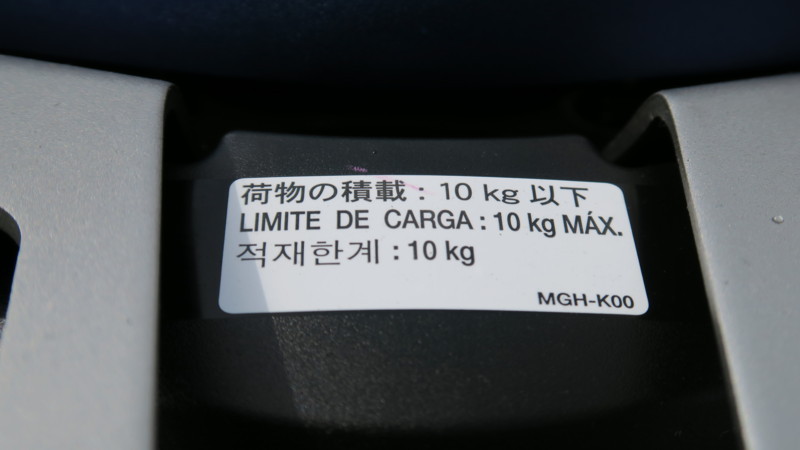 荷物の積載 : 10 kg 以下
LIMITE DE CARGA : 10 kg MÁX.
적재한계 : 10 kg
MGH-K00